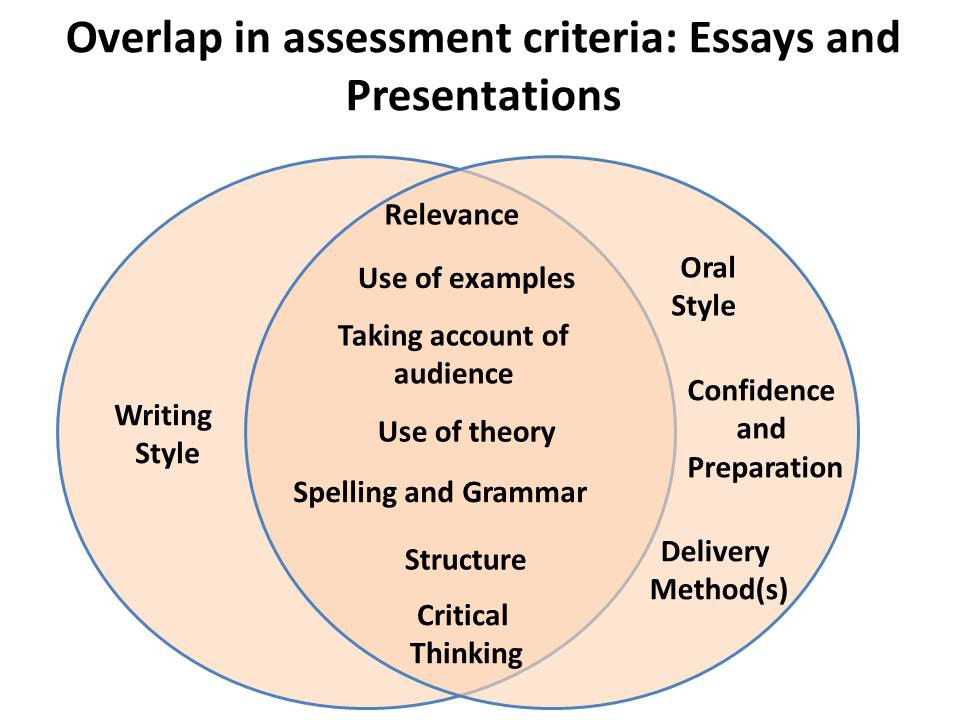 Overlap in assessment criteria: Essays and
Presentations
Relevance
Use of examples
Taking account of
audience
Use of theory
Spelling and Grammar
Structure
Critical
Thinking
Writing
Style
Oral
Style
Confidence
and
Preparation
Delivery
Method(s)